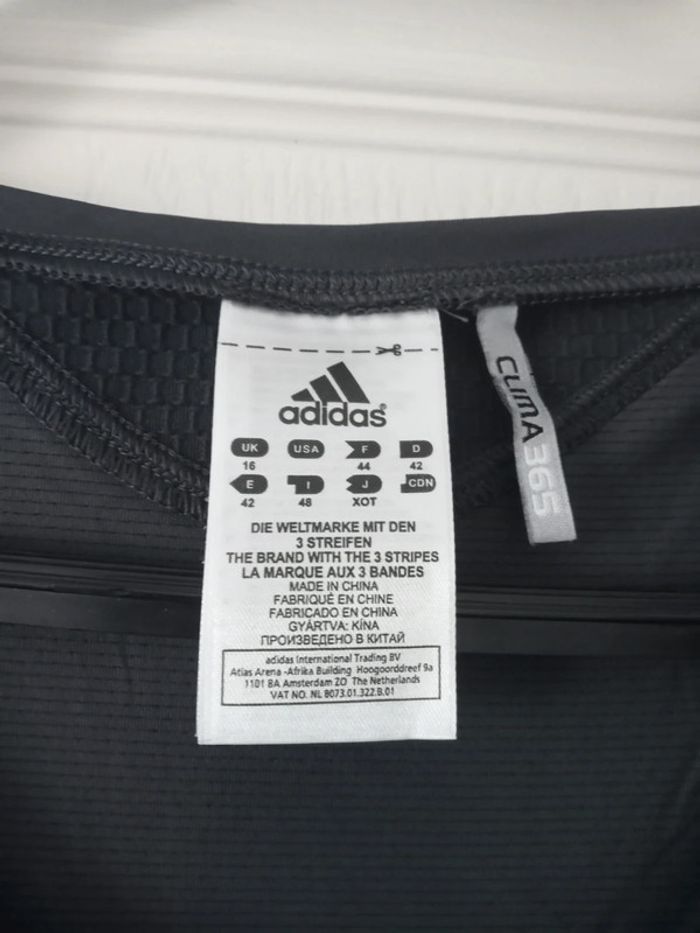 adidas
UK USA F D
16 44 42
E I J CDN
42 48 XOT
DIE WELTMARKE MIT DEN
3 STREIFEN
THE BRAND WITH THE 3 STRIPES
LA MARQUE AUX 3 BANDES
MADE IN CHINA
FABRIQUÉ EN CHINE
FABRICADO EN CHINA
GYÁRTVA: KÍNA
ПРОИЗВЕДЕНО В КИТАЙ
adidas International Trading BV
Atlas Arena -Afrika Building Hoogoorddreef 9a
1101 BA Amsterdam ZO The Netherlands
VAT NO. NL 8073.01.322.B.01
CLIMA365